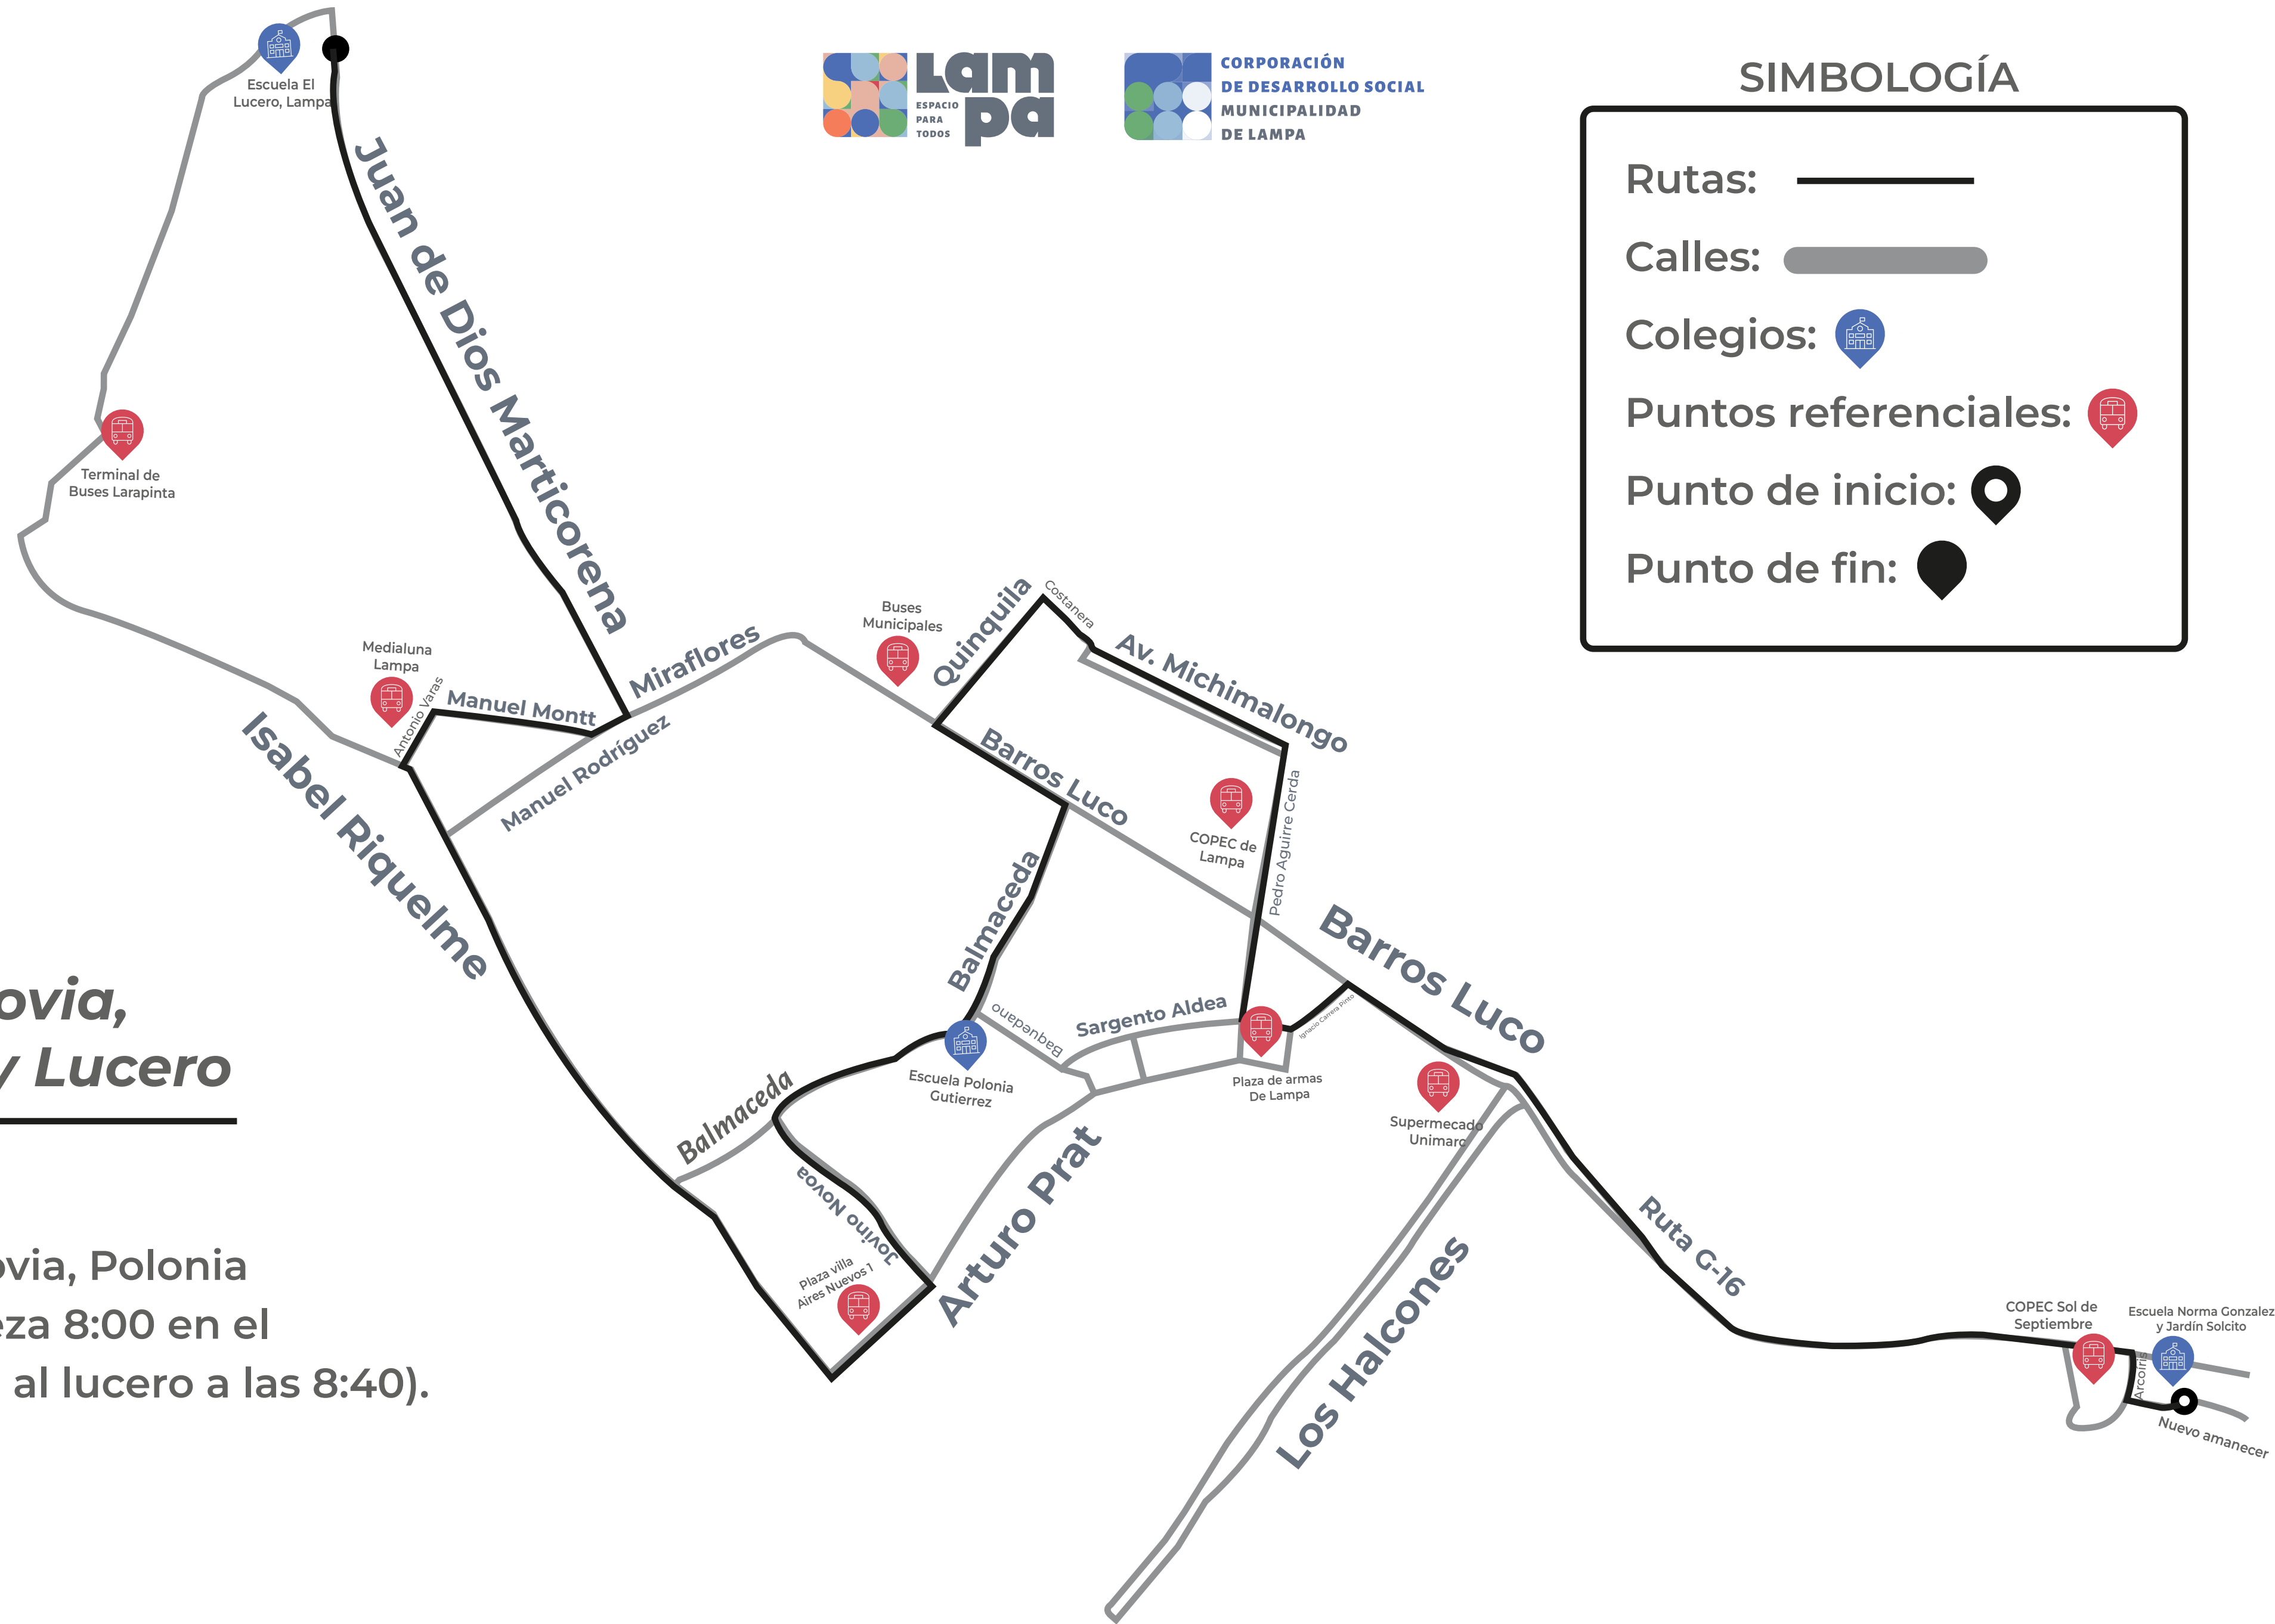 Lampa
ESPACIO
PARA
TODOS
CORPORACIÓN
DE DESARROLLO SOCIAL
MUNICIPALIDAD
DE LAMPA
SIMBOLOGÍA
Rutas:
Calles:
Colegios:
Puntos referenciales:
Punto de inicio:
Punto de fin:
Escuela El
Lucero, Lampa
Juan de Dios Marticorena
Terminal de
Buses Larapinta
Medialuna
Lampa
Antonio Varas
Manuel Montt
Miraflores
Manuel Rodríguez
Isabel Riquelme
Buses
Municipales
Quinquila
Costanera
Av. Michimalongo
Barros Luco
COPEC de
Lampa
Pedro Aguirre Cerda
Barros Luco
Balmaceda
Baquedano
Sargento Aldea
Ignacio Carrera Pinto
Escuela Polonia
Gutierrez
Plaza de armas
De Lampa
Supermecado
Unimarc
Balmaceda
Jovino Novoa
Plaza villa
Aires Nuevos 1
Arturo Prat
Los Halcones
Ruta G-16
COPEC Sol de
Septiembre
Escuela Norma Gonzalez
y Jardín Solcito
Arcoiris
Nuevo amanecer
ovia,
y Lucero
ovia, Polonia
eza 8:00 en el
al lucero a las 8:40).